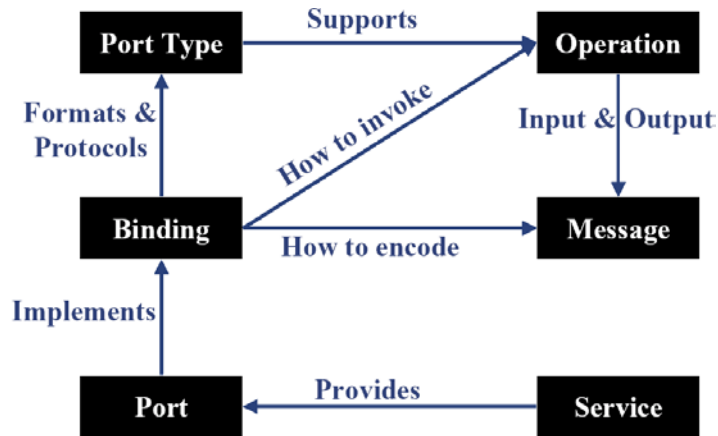 Port Type
Supports
Operation
Formats &
Protocols
How to invoke
Input & Output
Binding
How to encode
Message
Implements
Port
Provides
Service